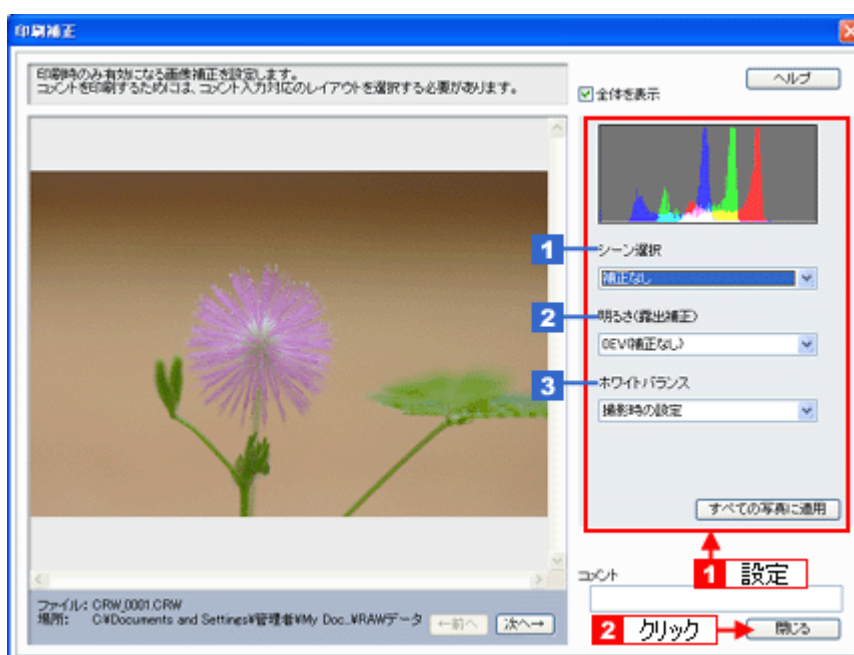 印刷補正
印刷時のみ有効になる画像補正を設定します。
コメントを印刷するためには、コメント入力対応のレイアウトを選択する必要があります。
ヘルプ
全体を表示
1
シーン選択
補正なし
2
明るさ(露出補正)
0EV(補正なし)
3
ホワイトバランス
撮影時の設定
すべての写真に適用
1 設定
コメント
ファイル: CRW_0001.CRW
場所: C:¥Documents and Settings¥管理者¥My Doc...¥RAWデータ
←前へ
次へ→
2 クリック
閉じる